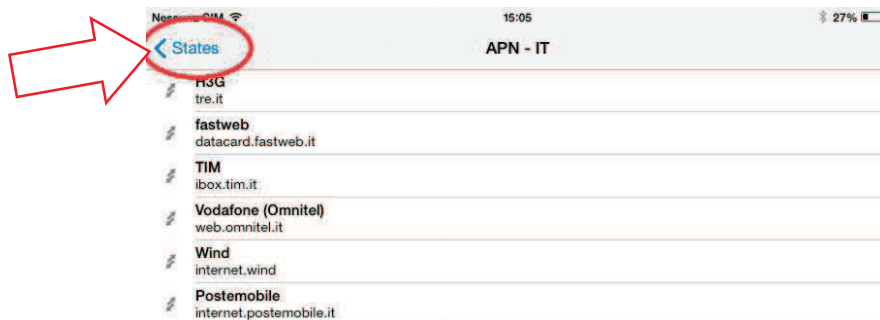 15:05
27%
States
APN - IT
H3G
tre.it
fastweb
datacard.fastweb.it
TIM
ibox.tim.it
Vodafone (Omnitel)
web.omnitel.it
Wind
internet.wind
Postemobile
internet.postemobile.it